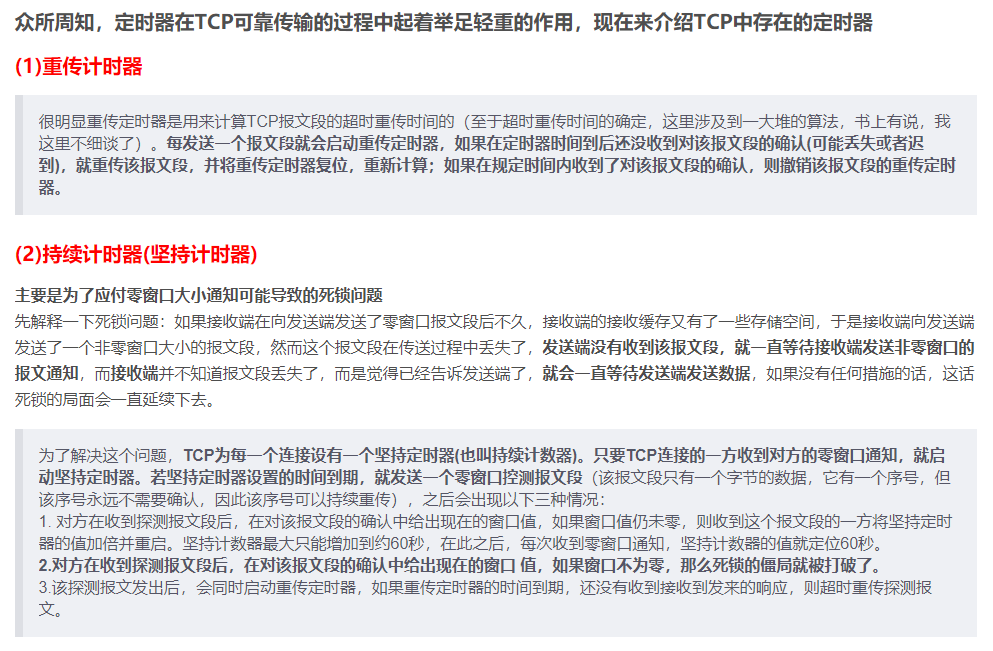 众所周知，定时器在TCP可靠传输的过程中起着举足轻重的作用，现在来介绍TCP中存在的定时器
(1)重传计时器
很明显重传定时器是用来计算TCP报文段的超时重传时间的（至于超时重传时间的确定，这里涉及到一大堆的算法，书上有说，我
这里不细谈了）。每发送一个报文段就会启动重传定时器，如果在定时器时间到后还没收到对该报文段的确认(可能丢失或者迟
到)，就重传该报文段，并将重传定时器复位，重新计算；如果在规定时间内收到了对该报文段的确认，则撤销该报文段的重传定时
器。
(2)持续计时器(坚持计时器)
主要是为了应付零窗口大小通知可能导致的死锁问题
先解释一下死锁问题：如果接收端在向发送端发送了零窗口报文段后不久，接收端的接收缓存又有了一些存储空间，于是接收端向发送端
发送了一个非零窗口大小的报文段，然而这个报文段在传送过程中丢失了，发送端没有收到该报文段，就一直等待接收端发送非零窗口的
报文通知，而接收端并不知道报文段丢失了，而是觉得已经告诉发送端了，就会一直等待发送端发送数据，如果没有任何措施的话，这话
死锁的局面会一直延续下去。
为了解决这个问题，TCP为每一个连接设有一个坚持定时器(也叫持续计数器)。只要TCP连接的一方收到对方的零窗口通知，就启
动坚持定时器。若坚持定时器设置的时间到期，就发送一个零窗口控测报文段（该报文段只有一个字节的数据，它有一个序号，但
该序号永远不需要确认，因此该序号可以持续重传），之后会出现以下三种情况：
1. 对方在收到探测报文段后，在对该报文段的确认中给出现在的窗口值，如果窗口值仍未零，则收到这个报文段的一方将坚持定时
器的值加倍并重启。坚持计数器最大只能增加到约60秒，在此之后，每次收到零窗口通知，坚持计数器的值就定位60秒。
2.对方在收到探测报文段后，在对该报文段的确认中给出现在的窗口 值，如果窗口不为零，那么死锁的僵局就被打破了。
3.该探测报文发出后，会同时启动重传定时器，如果重传定时器的时间到期，还没有收到接收到发来的响应，则超时重传探测报
文。